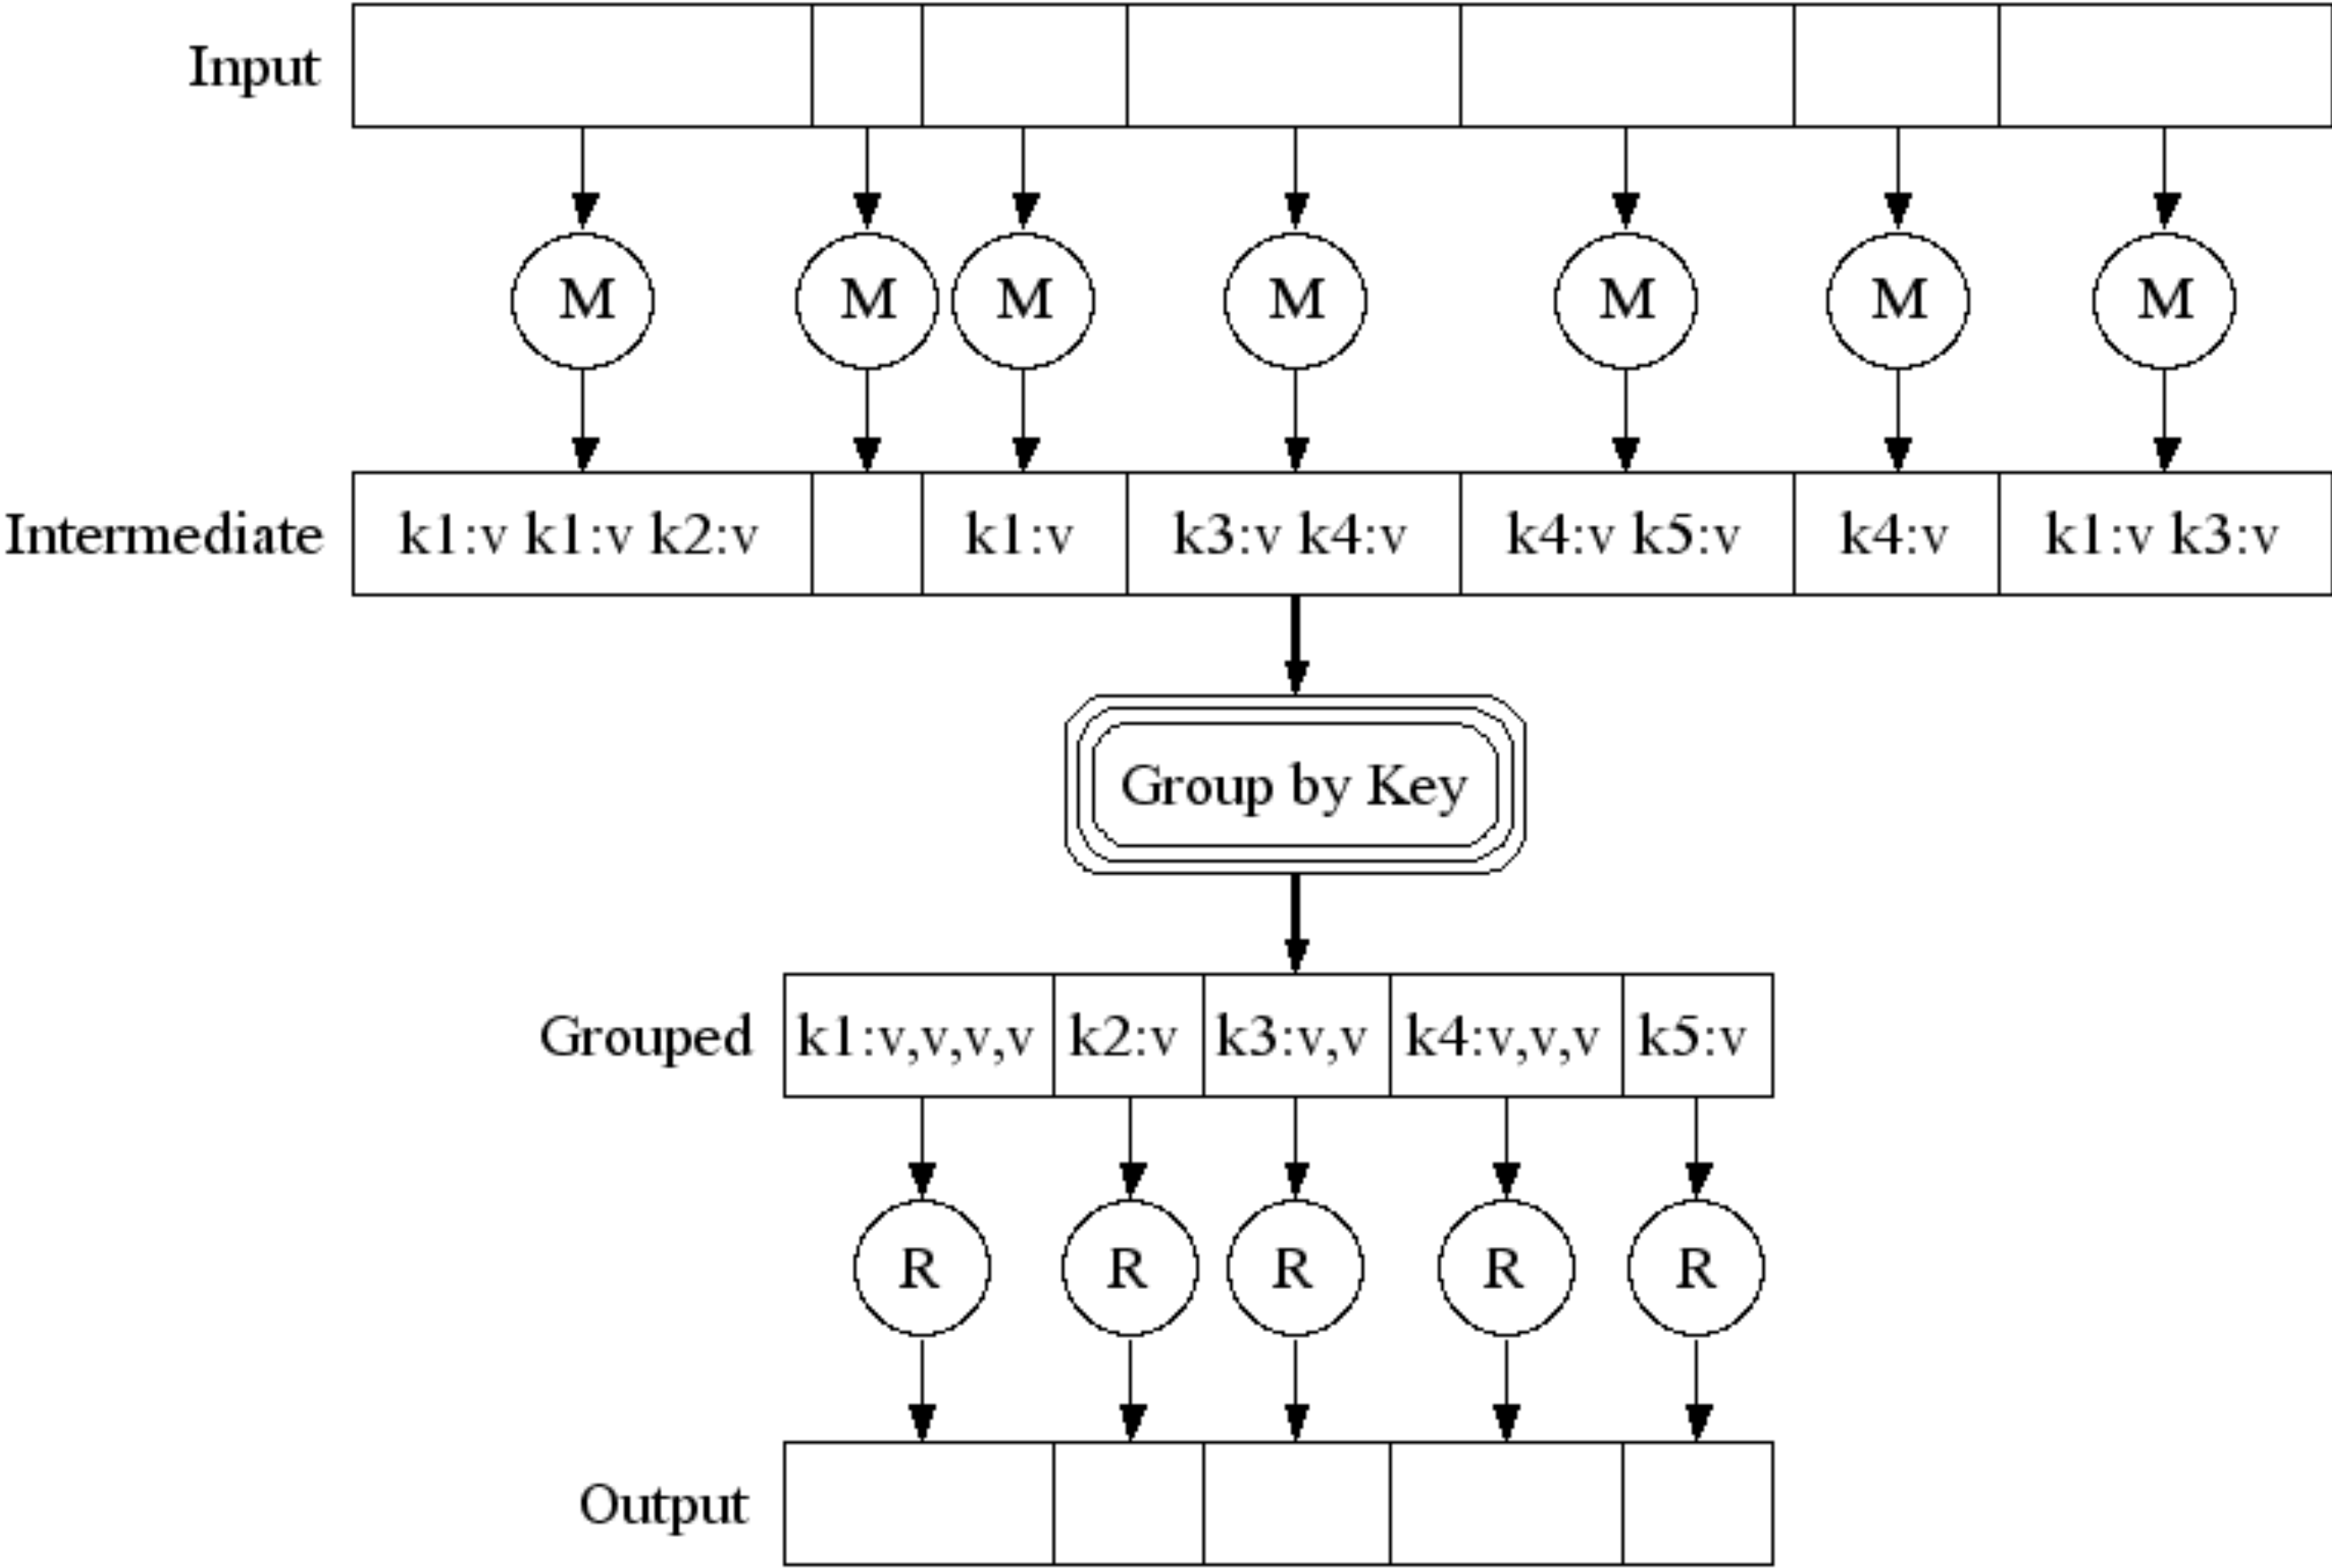 Input
M M M M M M M
Intermediate k1:v k1:v k2:v k1:v k3:v k4:v k4:v k5:v k4:v k1:v k3:v
Group by Key
Grouped k1:v,v,v,v k2:v k3:v,v k4:v,v,v k5:v
R R R R R
Output